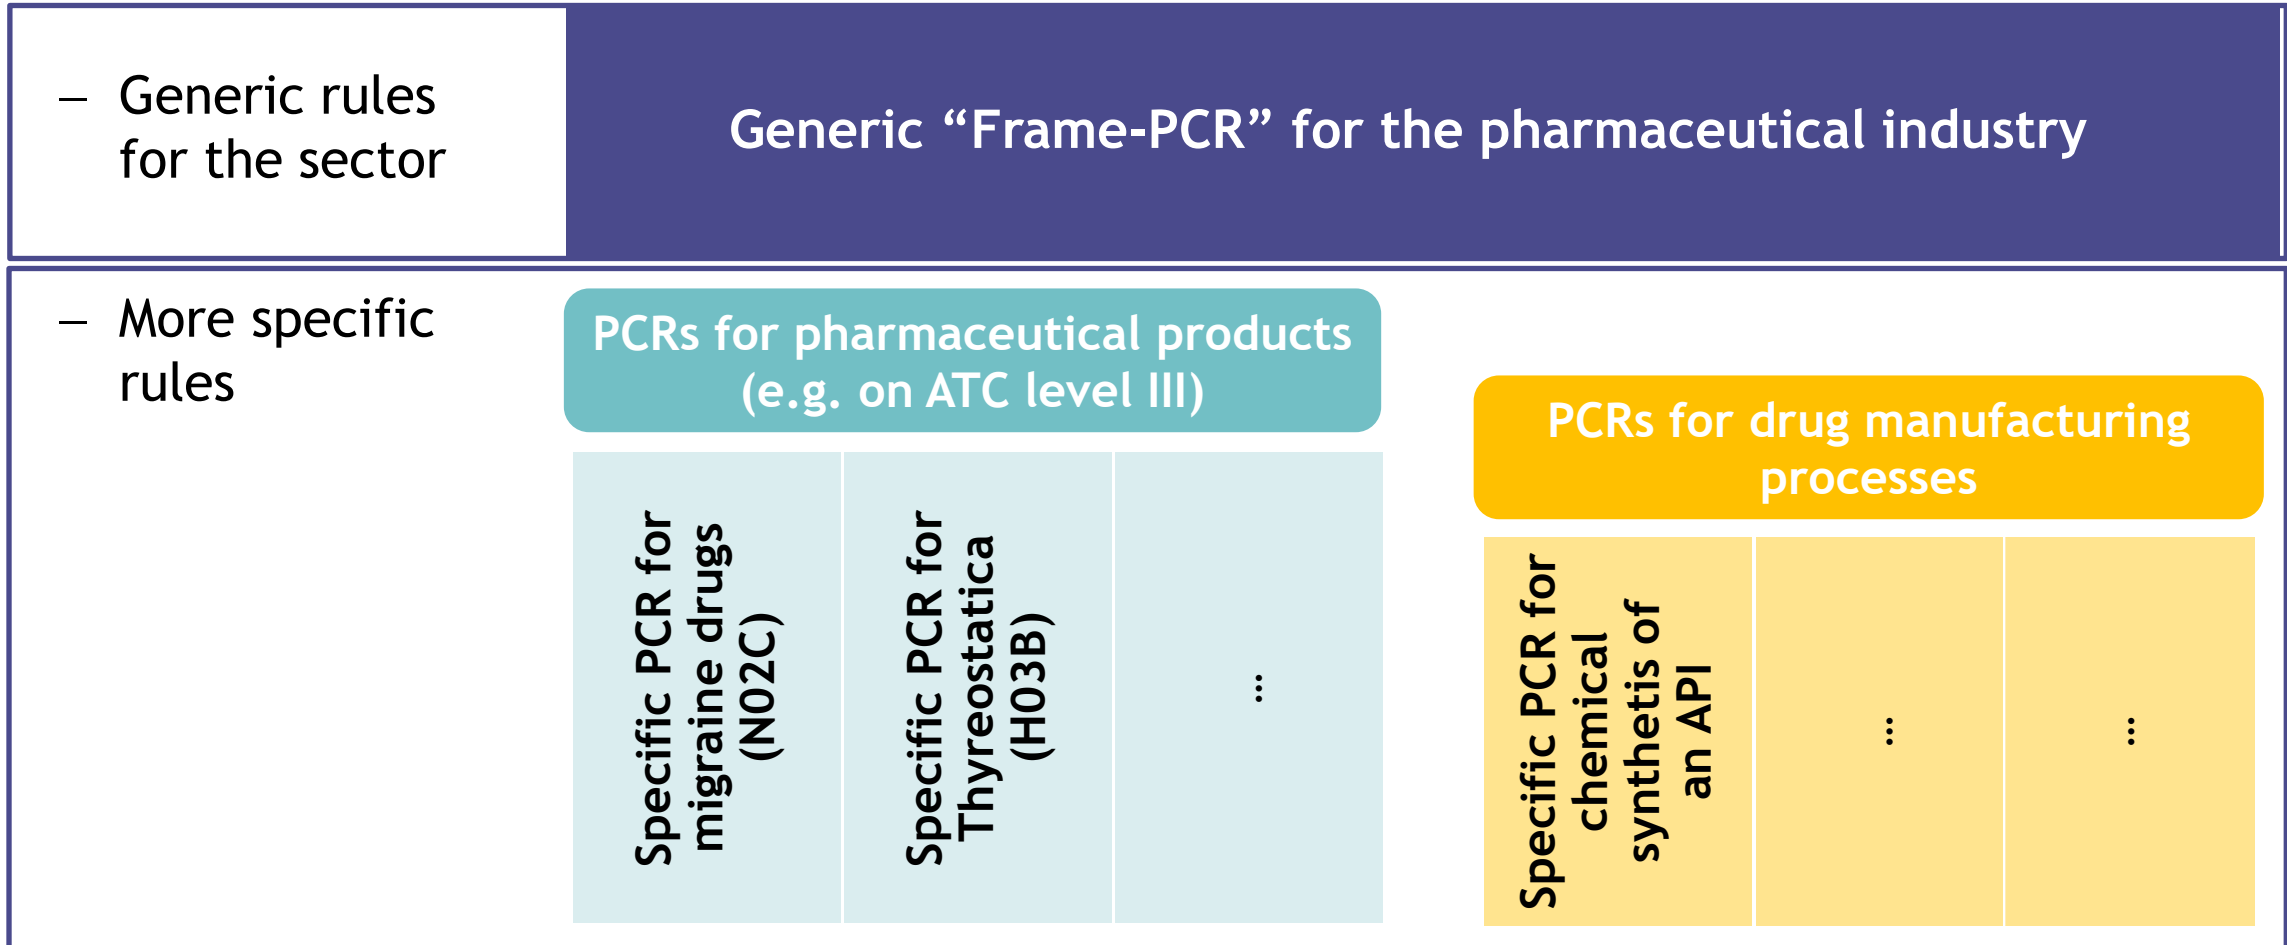 – Generic rules
for the sector
Generic “Frame-PCR” for the pharmaceutical industry
– More specific
rules
PCRs for pharmaceutical products
(e.g. on ATC level III)
Specific PCR for
migraine drugs
(N02C)
Specific PCR for
Thyreostatica
(H03B)
...
PCRs for drug manufacturing
processes
Specific PCR for
chemical
synthetis of
an API
...
...